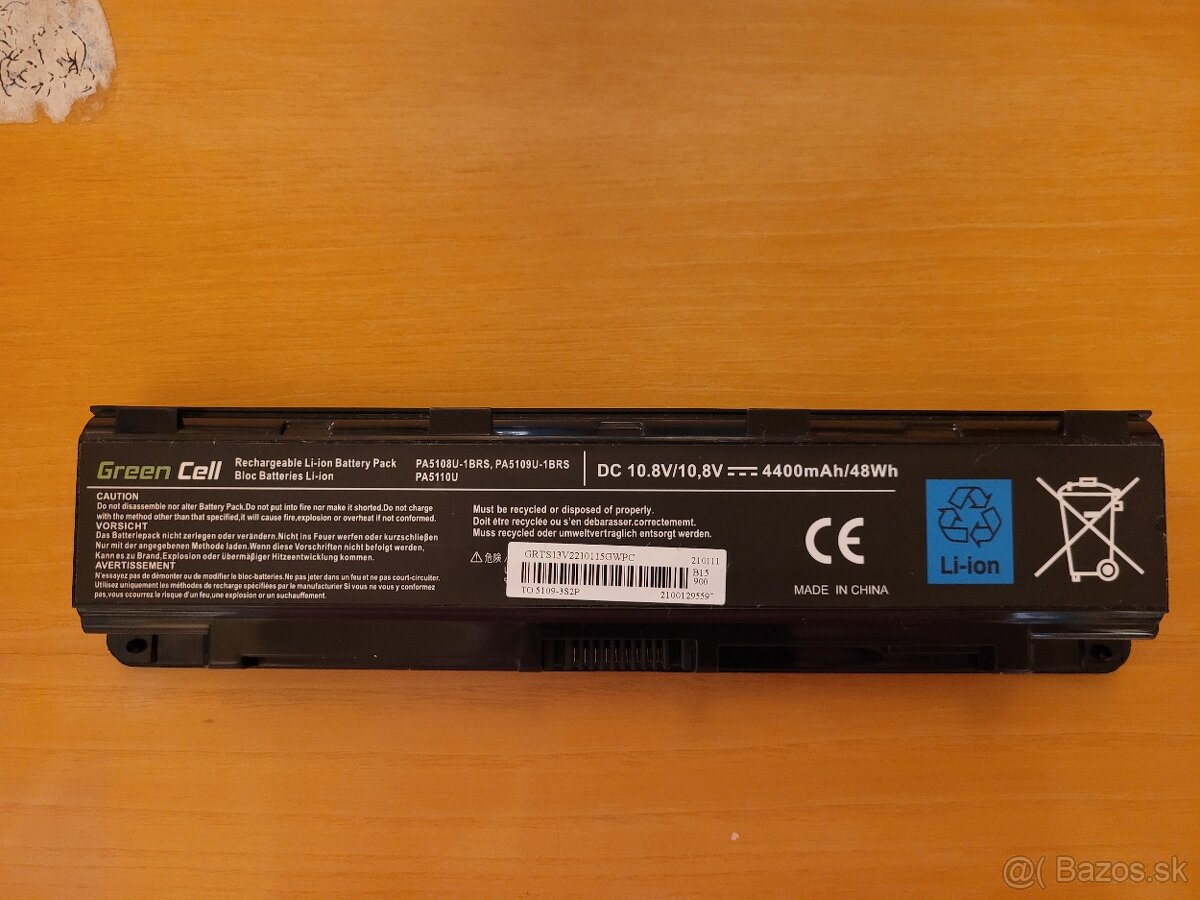 Green Cell
Rechargeable Li-ion Battery Pack
Bloc Batteries Li-ion
PA5108U-1BRS, PA5109U-1BRS
PA5110U
DC 10.8V/10,8V 4400mAh/48Wh
CAUTION
Do not disassemble nor alter Battery Pack.Do not put into fire nor make it shorted.Do not charge
with the method other than that specified,it will cause fire,explosion or overheat if not conformed.
VORSICHT
Das Batteriepack nicht zerlegen oder verändern.Nicht ins Feuer werfen oder kurzschließen
Nur mit der angegebenen Methode laden.Wenn diese Vorschriften nicht befolgt werden,
Kann es zu Brand,Explosion oder übermäßiger Hitzeentwicklung kommen.
AVERTISSEMENT
N'essayez pas de démonter ou de modifier le bloc-batteries.Ne pas jeter dans un feu et ne pas court-circuiter.
Utilisez uniquement les méthodes de recharge spécifiées par le manufacturier Si vous ne vous y conformez
pas,vous ccourrez le risque d'un feu,une explosion or un surchauffement
Must be recycled or disposed of properly.
Doit être recyclée ou s'en debarasser.correctememt.
Muss recycled oder umweltvertraglich entsorgt werden.
危険
GRTS13V2210115GWPC 210111
B15
900
TO 5109-3S2P 2100129559
CE
MADE IN CHINA
Li-ion
@( Bazos.sk